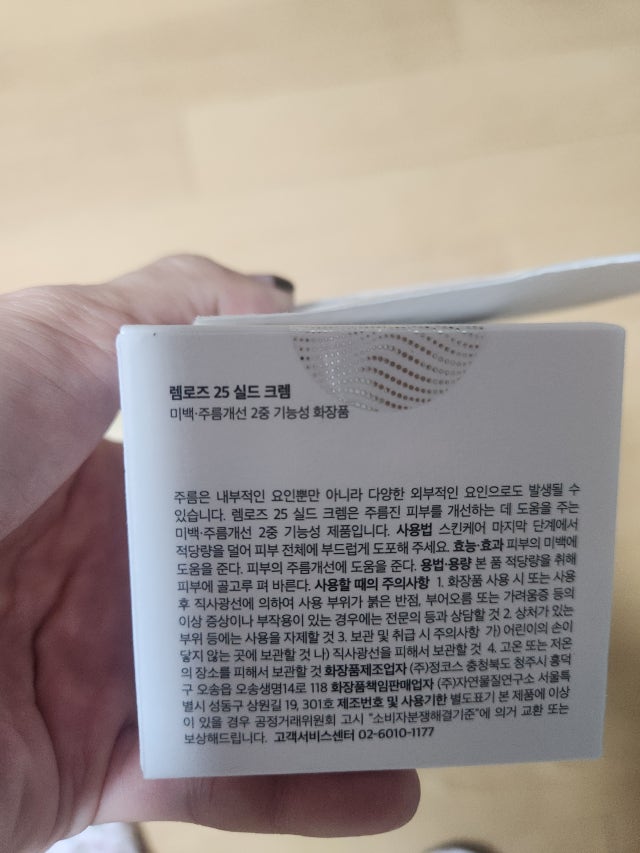 렘로즈 25 실드 크렘
미백·주름개선 2중 기능성 화장품
주름은 내부적인 요인뿐만 아니라 다양한 외부적인 요인으로도 발생될 수
있습니다. 렘로즈 25 실드 크렘은 주름진 피부를 개선하는 데 도움을 주는
미백·주름개선 2중 기능성 제품입니다. 사용법 스킨케어 마지막 단계에서
적당량을 덜어 피부 전체에 부드럽게 도포해 주세요. 효능·효과 피부의 미백에
도움을 준다. 피부의 주름개선에 도움을 준다. 용법·용량 본 품 적당량을 취해
피부에 골고루 펴 바른다. 사용할 때의 주의사항 1. 화장품 사용 시 또는 사용
후 직사광선에 의하여 사용 부위가 붉은 반점, 부어오름 또는 가려움증 등의
이상 증상이나 부작용이 있는 경우에는 전문의 등과 상담할 것 2. 상처가 있는
부위 등에는 사용을 자제할 것 3. 보관 및 취급 시 주의사항 가) 어린이의 손이
닿지 않는 곳에 보관할 것 나) 직사광선을 피해서 보관할 것 4. 고온 또는 저온
의 장소를 피해서 보관할 것 화장품제조업자 (주)정코스 충청북도 청주시 흥덕
구 오송읍 오송생명14로 118 화장품책임판매업자 (주)자연물질연구소 서울특
별시 성동구 상원길 19, 301호 제조번호 및 사용기한 별도표기 본 제품에 이상
이 있을 경우 공정거래위원회 고시 "소비자분쟁해결기준"에 의거 교환 또는
보상해드립니다. 고객서비스센터 02-6010-1177